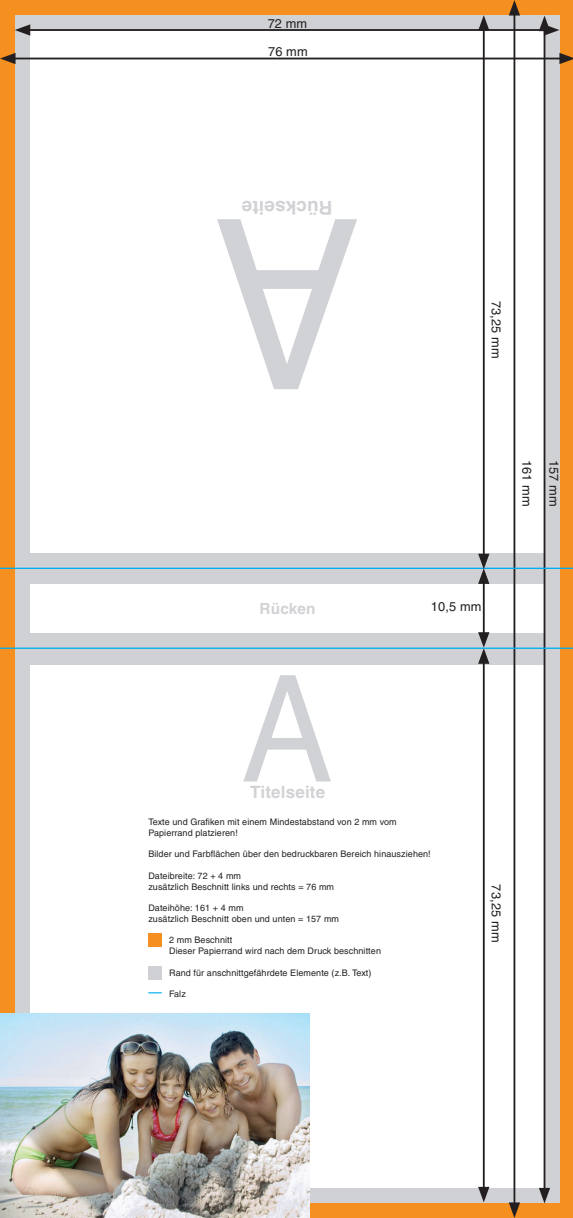 72 mm
76 mm
Rückseite
A
73,25 mm
161 mm
157 mm
Rücken
10,5 mm
A
Titelseite
Texte und Grafiken mit einem Mindestabstand von 2 mm vom
Papierrand platzieren!
Bilder und Farbflächen über den bedruckbaren Bereich hinausziehen!
Dateibreite: 72 + 4 mm
zusätzlich Beschnitt links und rechts = 76 mm
Dateihöhe: 161 + 4 mm
zusätzlich Beschnitt oben und unten = 157 mm
73,25 mm
2 mm Beschnitt
Dieser Papierrand wird nach dem Druck beschnitten
Rand für anschnittgefährdete Elemente (z.B. Text)
Falz